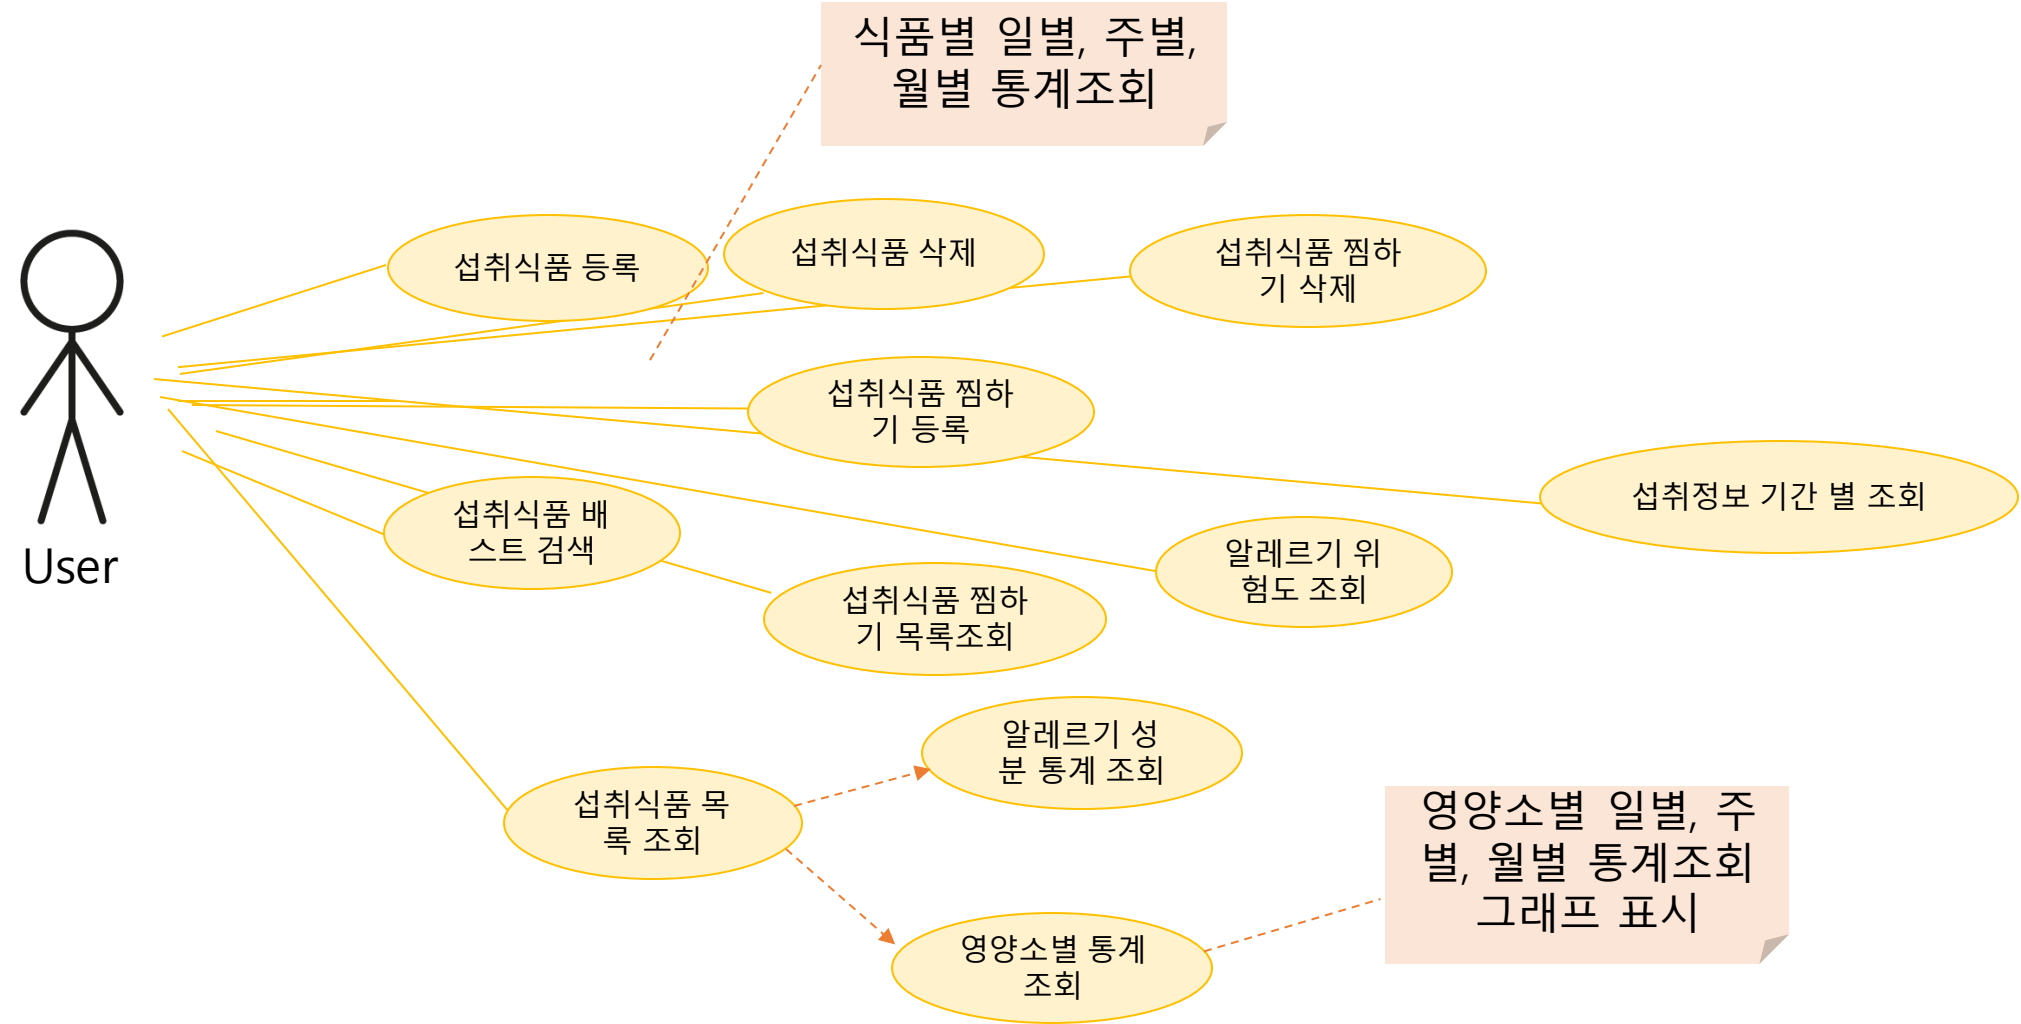 식품별 일별, 주별,
월별 통계조회
섭취식품 등록
섭취식품 삭제
섭취식품 찜하
기 삭제
섭취식품 찜하
기 등록
섭취정보 기간 별 조회
섭취식품 배
스트 검색
알레르기 위
험도 조회
User
섭취식품 찜하
기 목록조회
알레르기 성
분 통계 조회
섭취식품 목
록 조회
영양소별 일별, 주
별, 월별 통계조회
그래프 표시
영양소별 통계
조회